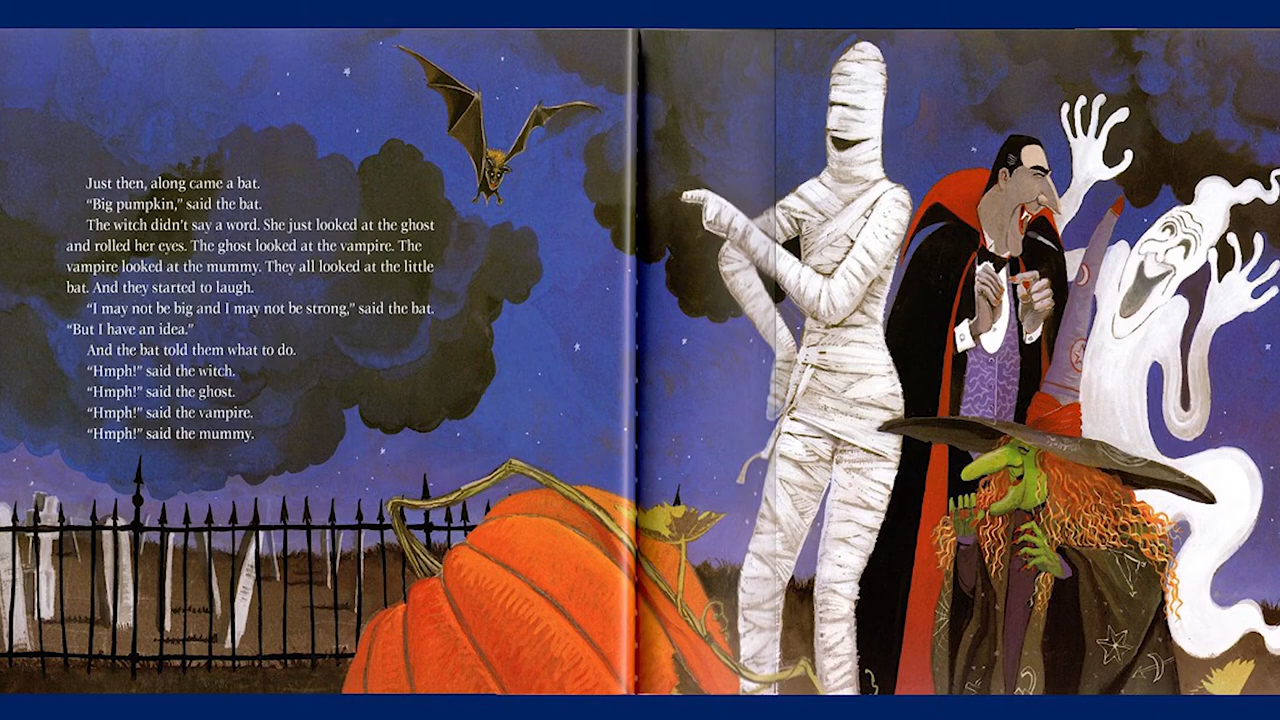 Just then, along came a bat.
“Big pumpkin,” said the bat.
The witch didn’t say a word. She just looked at the ghost
and rolled her eyes. The ghost looked at the vampire. The
vampire looked at the mummy. They all looked at the little
bat. And they started to laugh.
“I may not be big and I may not be strong,” said the bat.
“But I have an idea.”
And the bat told them what to do.
“Hmph!” said the witch.
“Hmph!” said the ghost.
“Hmph!” said the vampire.
“Hmph!” said the mummy.